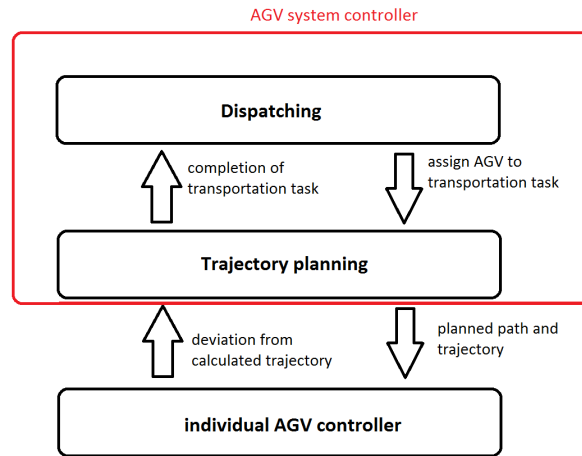 AGV system controller
Dispatching
completion of
transportation task
assign AGV to
transportation task
Trajectory planning
deviation from
calculated trajectory
planned path and
trajectory
individual AGV controller